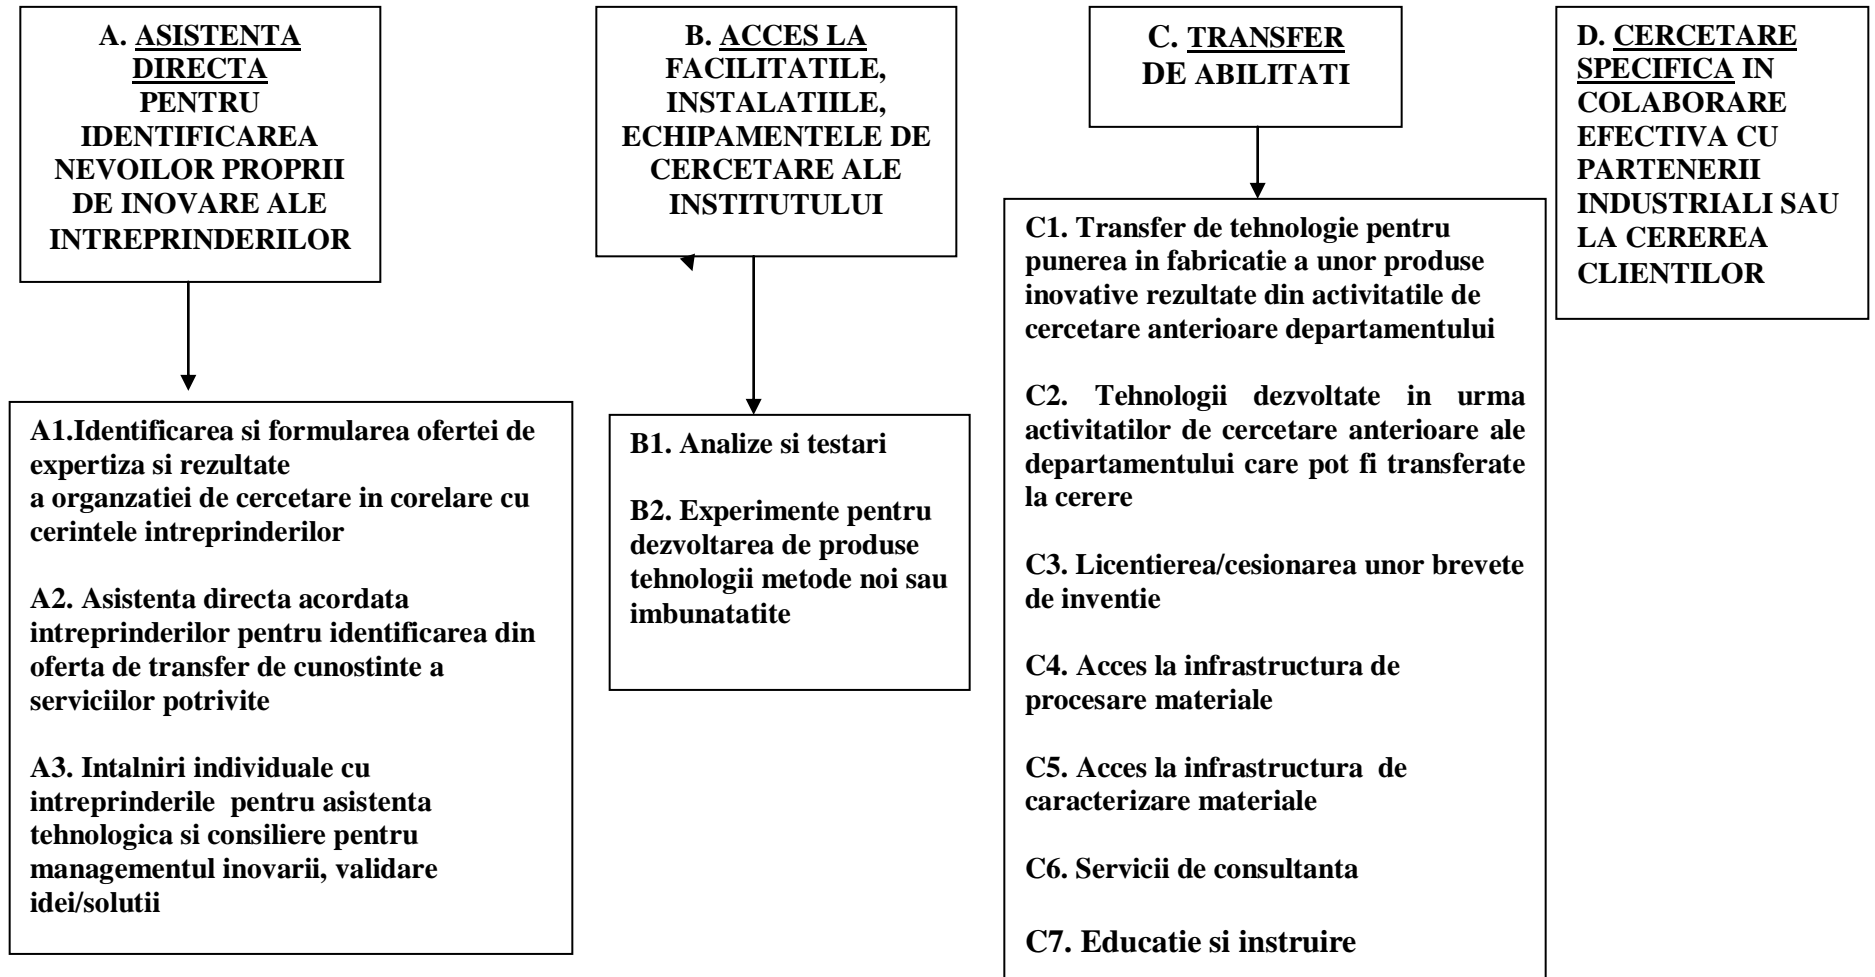 A. ASISTENTA
DIRECTA
PENTRU
IDENTIFICAREA
NEVOILOR PROPRII
DE INOVARE ALE
INTREPRINDERILOR
A1.Identificarea si formularea ofertei de
expertiza si rezultate
a organzatiei de cercetare in corelare cu
cerintele intreprinderilor
A2. Asistenta directa acordata
intreprinderilor pentru identificarea din
oferta de transfer de cunostinte a
serviciilor potrivite
A3. Intalniri individuale cu
intreprinderile pentru asistenta
tehnologica si consiliere pentru
managementul inovarii, validare
idei/solutii
B. ACCES LA
FACILITATILE,
INSTALATIILE,
ECHIPAMENTELE DE
CERCETARE ALE
INSTITUTULUI
B1. Analize si testari
B2. Experimente pentru
dezvoltarea de produse
tehnologii metode noi sau
imbunatatite
C. TRANSFER
DE ABILITATI
C1. Transfer de tehnologie pentru
punerea in fabricatie a unor produse
inovative rezultate din activitatile de
cercetare anterioare departamentului
C2. Tehnologii dezvoltate in urma
activitatilor de cercetare anterioare ale
departamentului care pot fi transferate
la cerere
C3. Licentierea/cesionarea unor brevete
de inventie
C4. Acces la infrastructura de
procesare materiale
C5. Acces la infrastructura de
caracterizare materiale
C6. Servicii de consultanta
C7. Educatie si instruire
D. CERCETARE
SPECIFICA IN
COLABORARE
EFECTIVA CU
PARTENERII
INDUSTRIALI SAU
LA CEREREA
CLIENTILOR